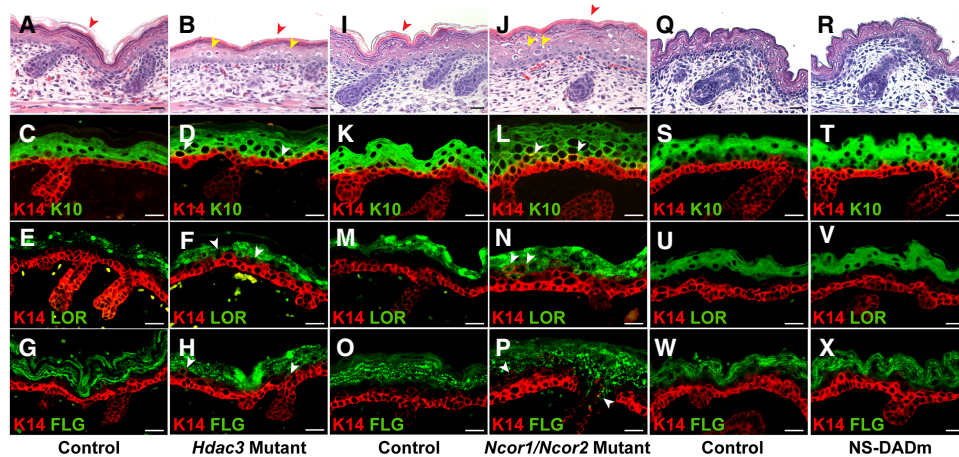 A B I J Q R
C D K L S T
K14 K10 K14 K10 K14 K10 K14 K10 K14 K10 K14 K10
E F M N U V
K14 LOR K14 LOR K14 LOR K14 LOR K14 LOR K14 LOR
G H O P W X
K14 FLG K14 FLG K14 FLG K14 FLG K14 FLG K14 FLG
Control Hdac3 Mutant Control Ncor1/Ncor2 Mutant Control NS-DADm